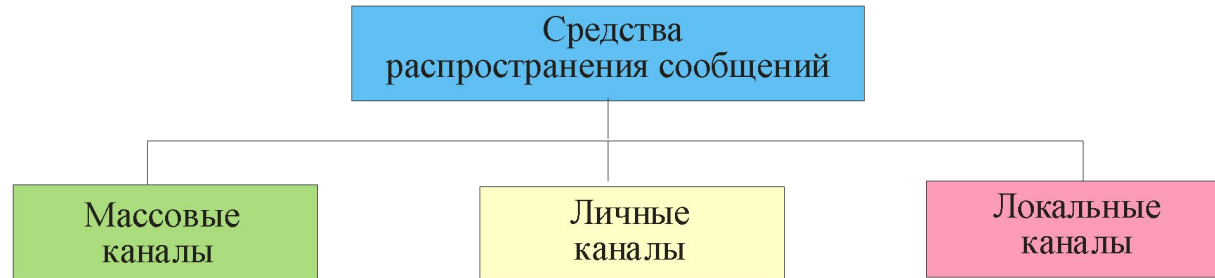 Средства
распространения сообщений
Массовые
каналы
Личные
каналы
Локальные
каналы